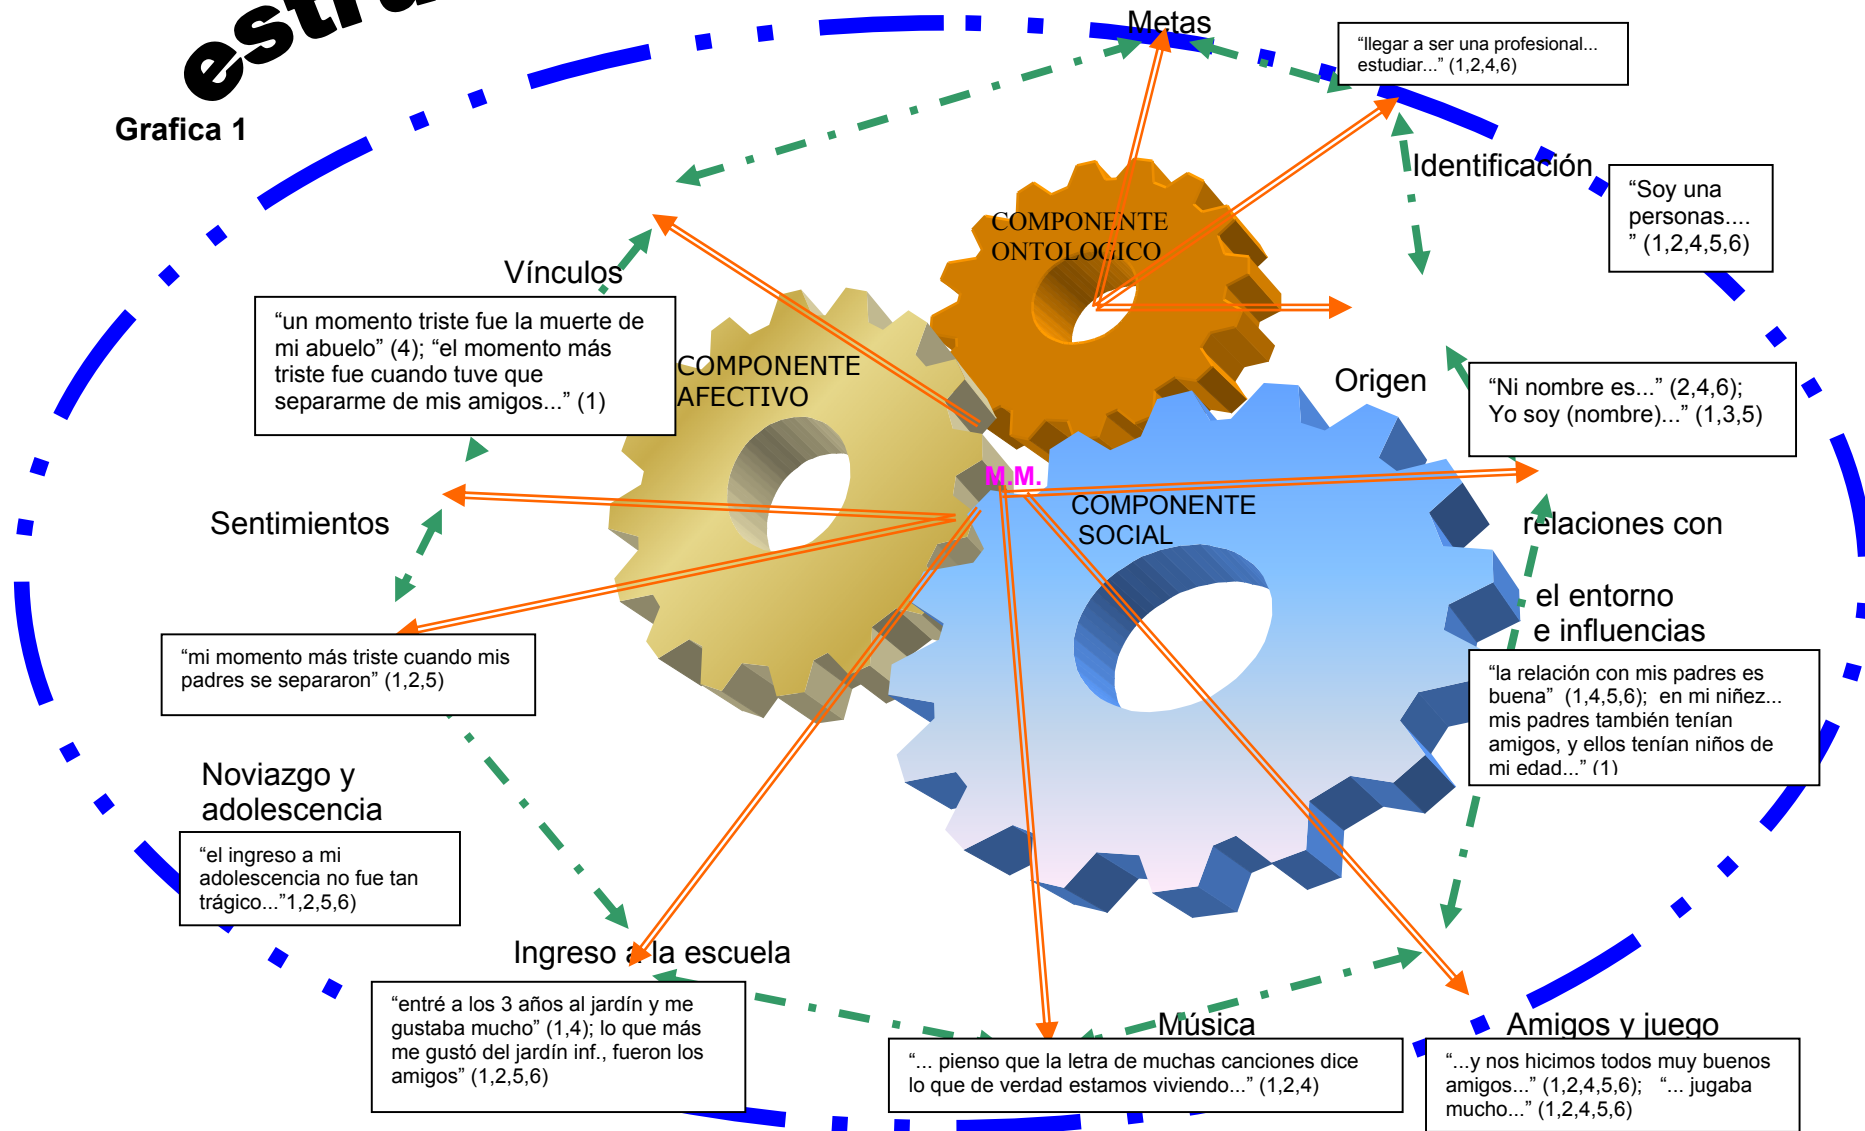 Grafica 1
Metas
“llegar a ser una profesional...
estudiar...” (1,2,4,6)
Identificación
“Soy una
personas....
” (1,2,4,5,6)
COMPONENTE
ONTOLOGICO
Vínculos
“un momento triste fue la muerte de
mi abuelo” (4); “el momento más
triste fue cuando tuve que
separarme de mis amigos...” (1)
COMPONENTE
AFECTIVO
Origen
“Ni nombre es...” (2,4,6);
Yo soy (nombre)...” (1,3,5)
M.M.
COMPONENTE
SOCIAL
Sentimientos
relaciones con
el entorno
e influencias
“mi momento más triste cuando mis
padres se separaron” (1,2,5)
“la relación con mis padres es
buena” (1,4,5,6); en mi niñez...
mis padres también tenían
amigos, y ellos tenían niños de
mi edad...” (1)
Noviazgo y
adolescencia
“el ingreso a mi
adolescencia no fue tan
trágico...”1,2,5,6)
Ingreso a la escuela
“entré a los 3 años al jardín y me
gustaba mucho” (1,4); lo que más
me gustó del jardín inf., fueron los
amigos” (1,2,5,6)
Música
“... pienso que la letra de muchas canciones dice
lo que de verdad estamos viviendo...” (1,2,4)
Amigos y juego
“...y nos hicimos todos muy buenos
amigos...” (1,2,4,5,6); “... jugaba
mucho...” (1,2,4,5,6)